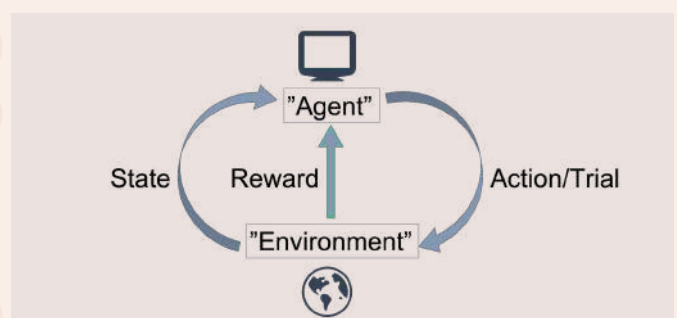 ”Agent”
State
Reward
Action/Trial
”Environment”